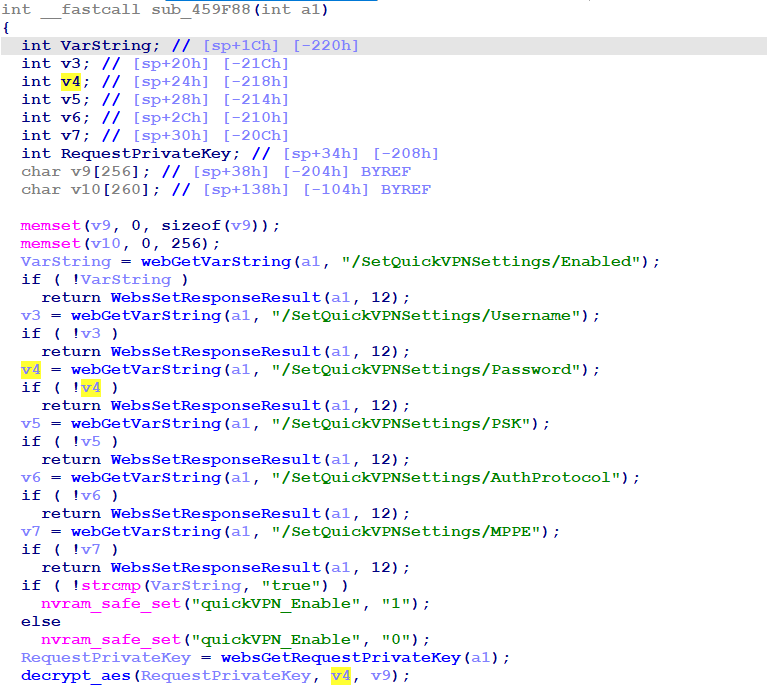 int __fastcall sub_459F88(int a1)
{
  int VarString; // [sp+1Ch] [-220h]
  int v3; // [sp+20h] [-21Ch]
  int v4; // [sp+24h] [-218h]
  int v5; // [sp+28h] [-214h]
  int v6; // [sp+2Ch] [-210h]
  int v7; // [sp+30h] [-20Ch]
  int RequestPrivateKey; // [sp+34h] [-208h]
  char v9[256]; // [sp+38h] [-204h] BYREF
  char v10[260]; // [sp+138h] [-104h] BYREF

  memset(v9, 0, sizeof(v9));
  memset(v10, 0, 256);
  VarString = webGetVarString(a1, "/SetQuickVPNSettings/Enabled");
  if ( !VarString )
    return WebsSetResponseResult(a1, 12);
  v3 = webGetVarString(a1, "/SetQuickVPNSettings/Username");
  if ( !v3 )
    return WebsSetResponseResult(a1, 12);
  v4 = webGetVarString(a1, "/SetQuickVPNSettings/Password");
  if ( !v4 )
    return WebsSetResponseResult(a1, 12);
  v5 = webGetVarString(a1, "/SetQuickVPNSettings/PSK");
  if ( !v5 )
    return WebsSetResponseResult(a1, 12);
  v6 = webGetVarString(a1, "/SetQuickVPNSettings/AuthProtocol");
  if ( !v6 )
    return WebsSetResponseResult(a1, 12);
  v7 = webGetVarString(a1, "/SetQuickVPNSettings/MPPE");
  if ( !v7 )
    return WebsSetResponseResult(a1, 12);
  if ( !strcmp(VarString, "true") )
    nvram_safe_set("quickVPN_Enable", "1");
  else
    nvram_safe_set("quickVPN_Enable", "0");
  RequestPrivateKey = websGetRequestPrivateKey(a1);
  decrypt_aes(RequestPrivateKey, v4, v9);